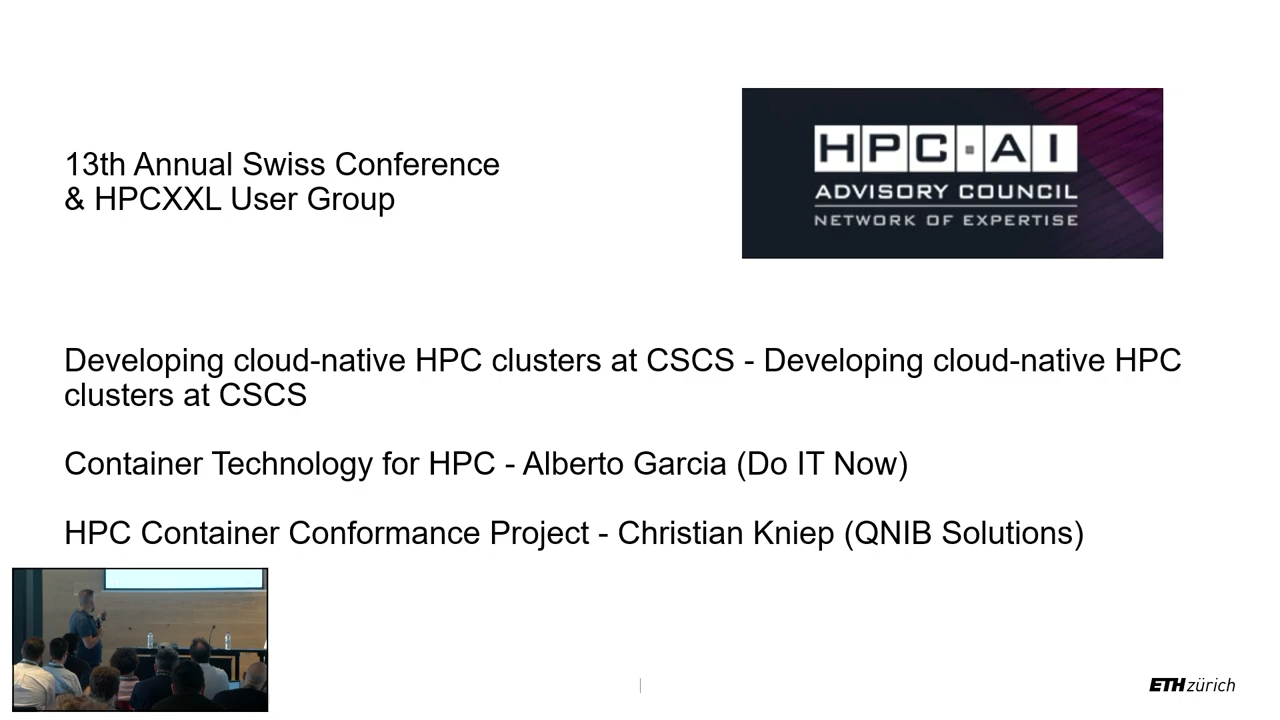 13th Annual Swiss Conference
& HPCXXL User Group
HPC·AI
ADVISORY COUNCIL
NETWORK OF EXPERTISE
Developing cloud-native HPC clusters at CSCS - Developing cloud-native HPC
clusters at CSCS
Container Technology for HPC - Alberto Garcia (Do IT Now)
HPC Container Conformance Project - Christian Kniep (QNIB Solutions)
ETH zürich